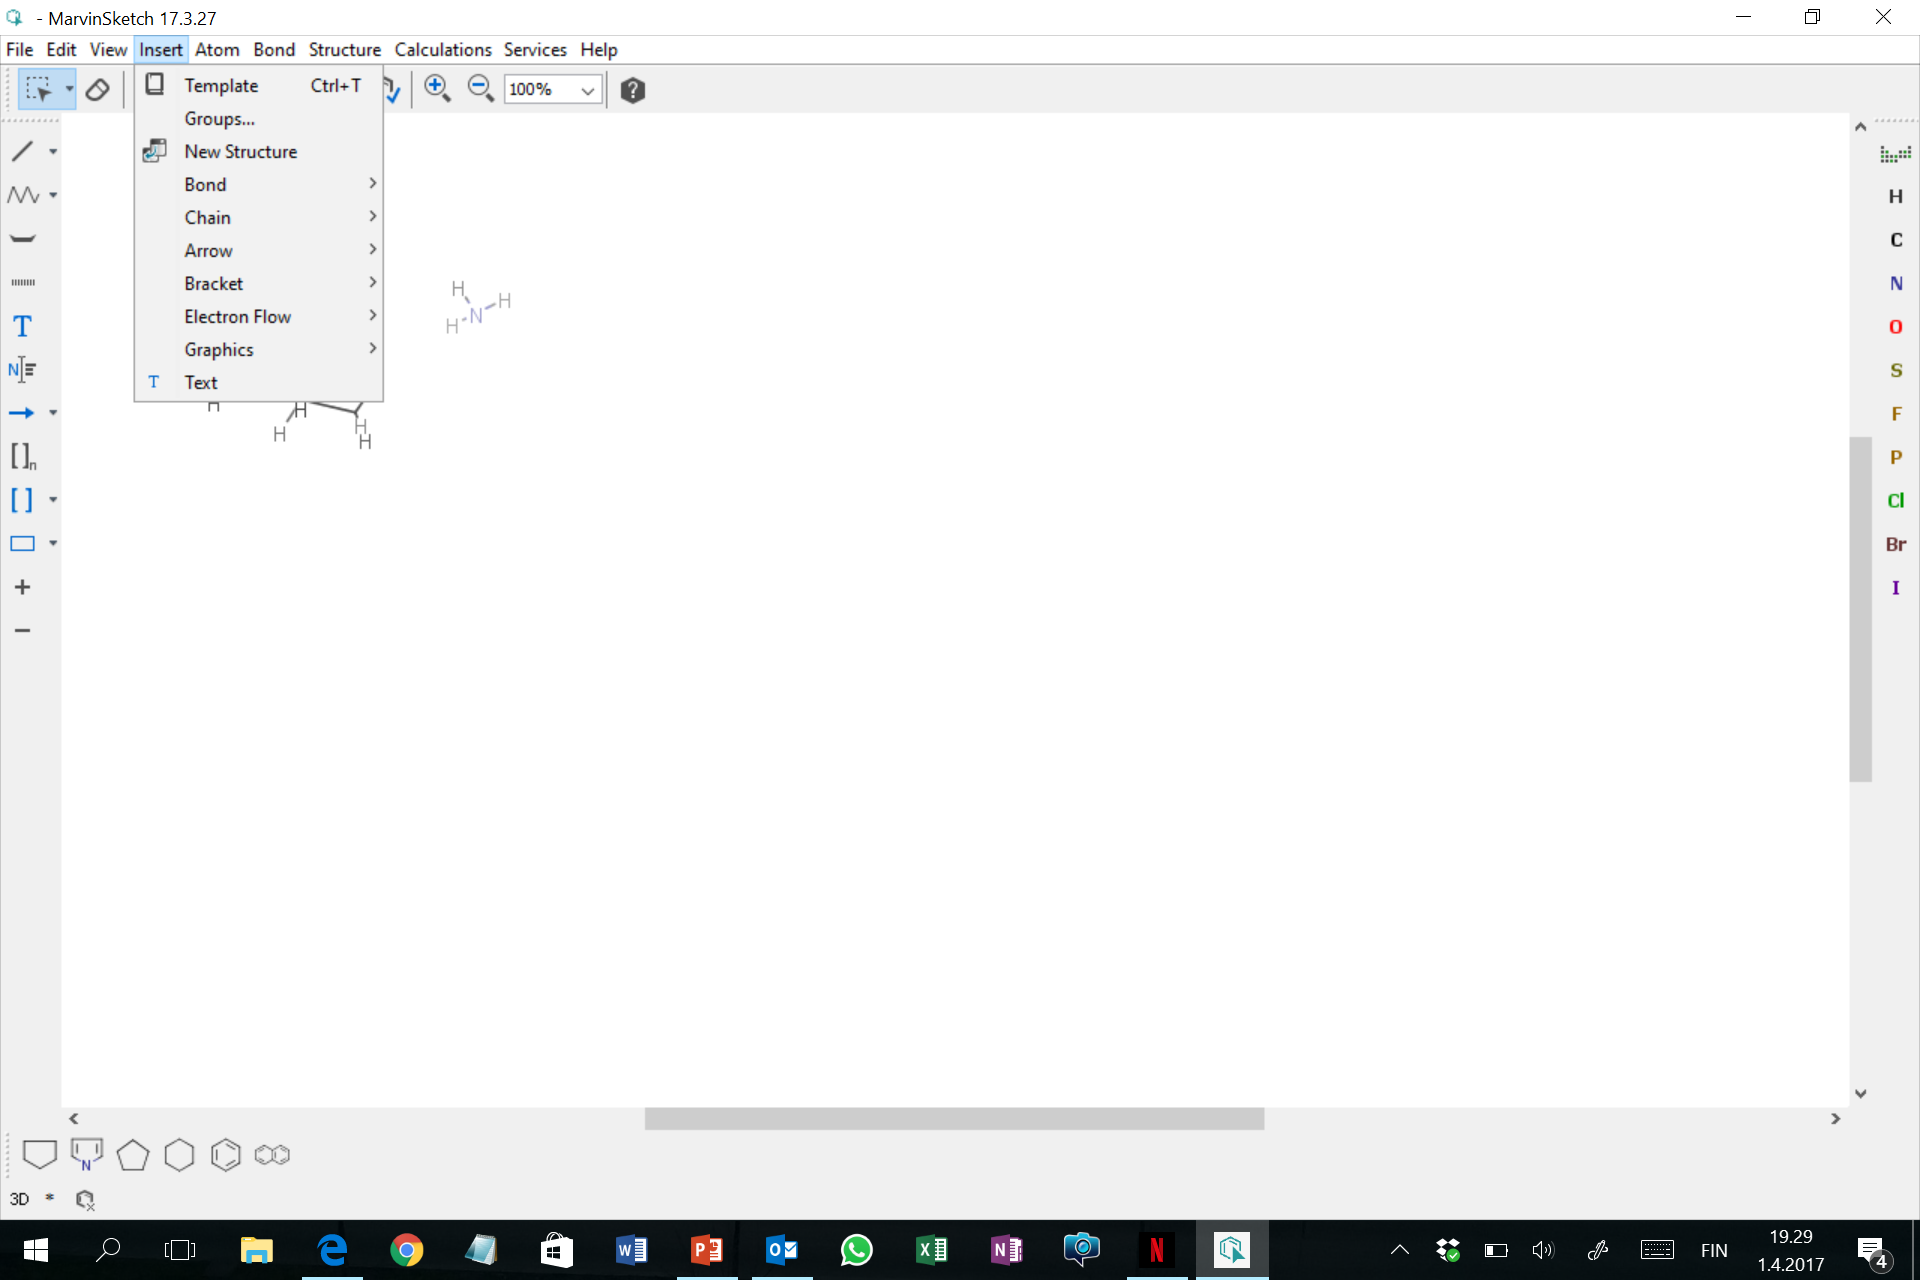 - MarvinSketch 17.3.27
File Edit View Insert Atom Bond Structure Calculations Services Help
100%
Template Ctrl+T
Groups...
New Structure
Bond
Chain
Arrow
Bracket
Electron Flow
Graphics
T Text
T
N
[ ]n
[ ]
H
H
N
H
H
H
H
H
H
H
C
N
O
S
F
P
Cl
Br
I
N
3D *
FIN
19.29
1.4.2017
4